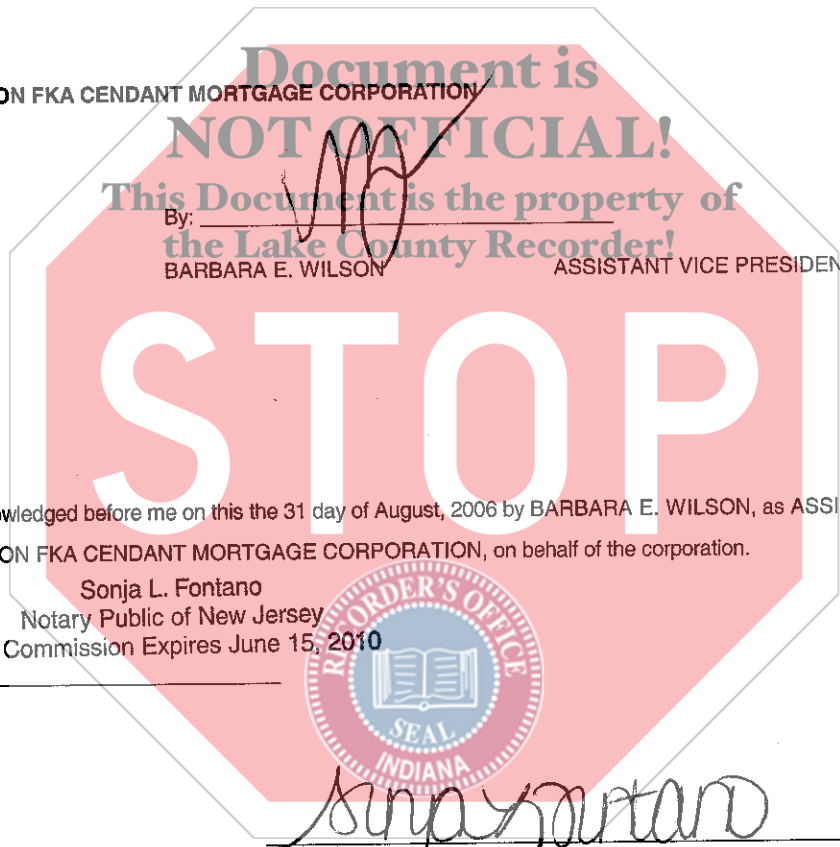 Document is
ON FKA CENDANT MORTGAGE CORPORATION
NOT OFFICIAL!
This Document is the property of
By:
the Lake County Recorder!
BARBARA E. WILSON ASSISTANT VICE PRESIDEN
STOP
wledged before me on this the 31 day of August, 2006 by BARBARA E. WILSON, as ASSI
ON FKA CENDANT MORTGAGE CORPORATION, on behalf of the corporation.
Sonja L. Fontano
Notary Public of New Jersey
Commission Expires June 15, 2010
RECORDER'S OFFICE
SEAL
INDIANA
Sonja L Fontano